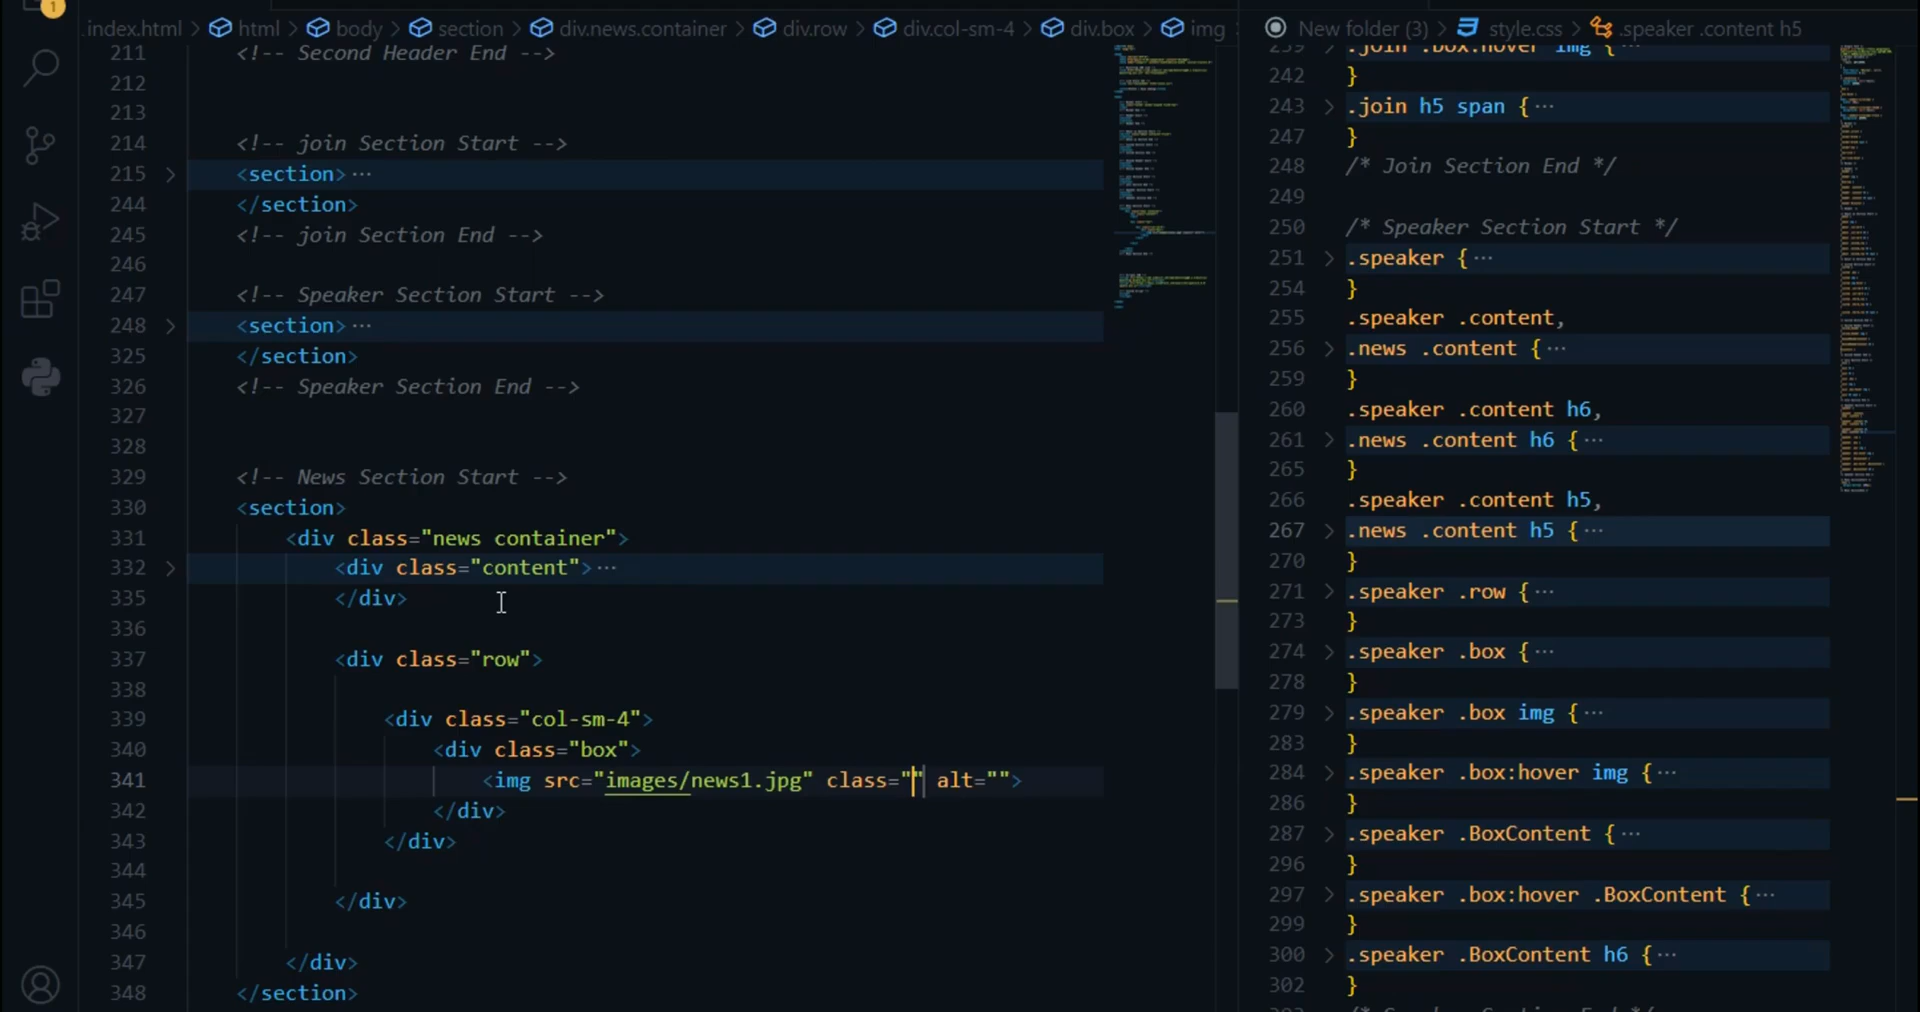 1
.index.html > html > body > section > div.news.container > div.row > div.col-sm-4 > div.box > img
211 <!-- Second Header End -->
212
213
214 <!-- join Section Start -->
215 > <section> ...
244 </section>
245 <!-- join Section End -->
246
247 <!-- Speaker Section Start -->
248 > <section> ...
325 </section>
326 <!-- Speaker Section End -->
327
328
329 <!-- News Section Start -->
330 <section>
331 <div class="news container">
332 > <div class="content"> ...
335 </div>
336
337 <div class="row">
338
339 <div class="col-sm-4">
340 <div class="box">
341 <img src="images/news1.jpg" class="" alt="">
342 </div>
343 </div>
344
345 </div>
346
347 </div>
348 </section>
New folder (3) > style.css > .speaker .content h5
239 > .join .box:hover img { ...
242 }
243 > .join h5 span { ...
247 }
248 /* Join Section End */
249
250 /* Speaker Section Start */
251 > .speaker { ...
254 }
255 .speaker .content,
256 > .news .content { ...
259 }
260 .speaker .content h6,
261 > .news .content h6 { ...
265 }
266 .speaker .content h5,
267 > .news .content h5 { ...
270 }
271 > .speaker .row { ...
273 }
274 > .speaker .box { ...
278 }
279 > .speaker .box img { ...
283 }
284 > .speaker .box:hover img { ...
286 }
287 > .speaker .BoxContent { ...
296 }
297 > .speaker .box:hover .BoxContent { ...
299 }
300 > .speaker .BoxContent h6 { ...
302 }